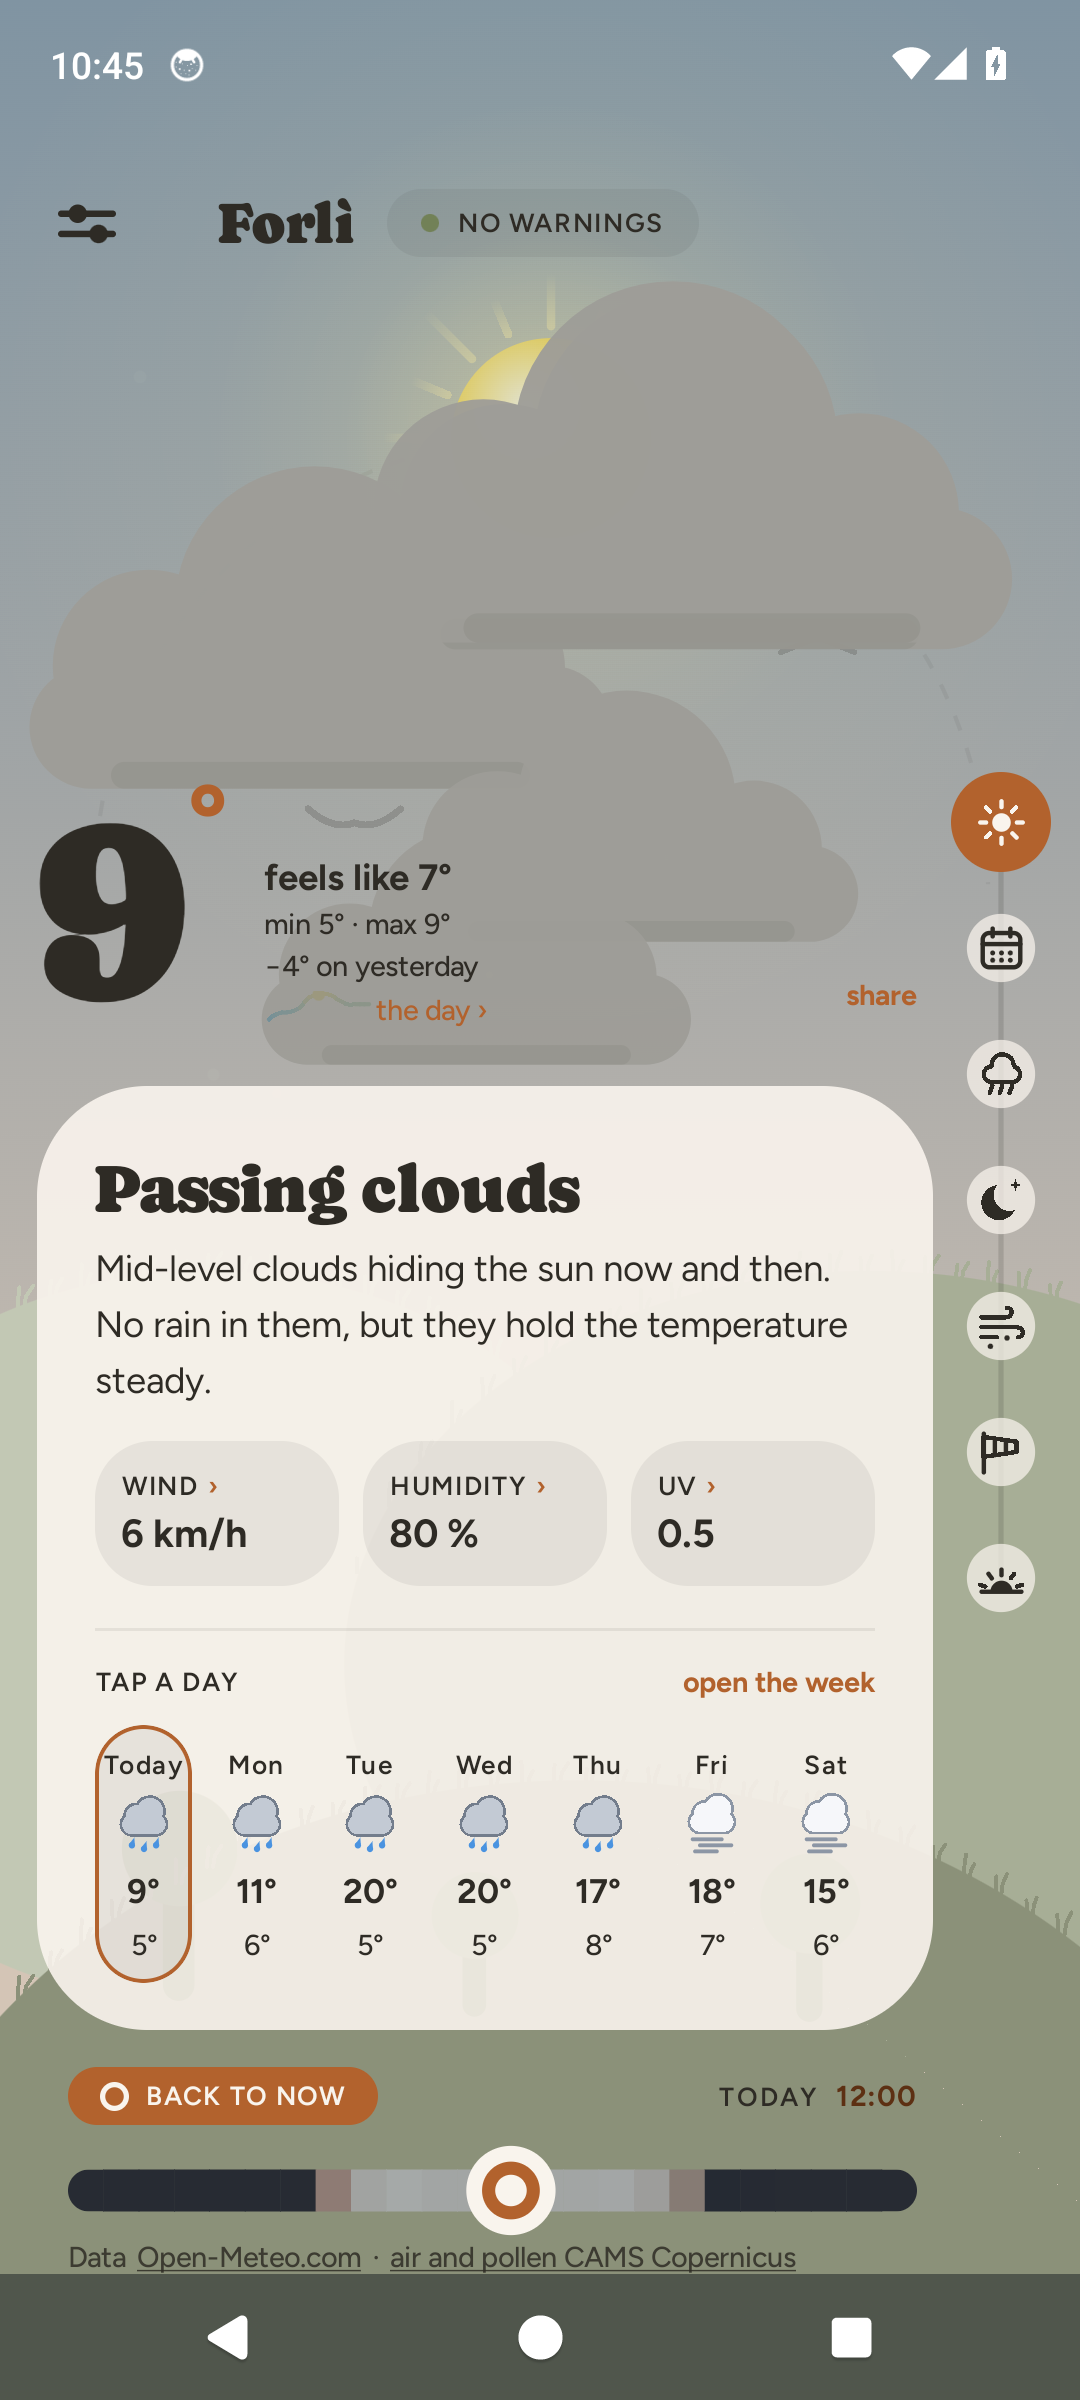 10:45
Forlì
NO WARNINGS
9°
feels like 7°
min 5° · max 9°
−4° on yesterday
the day ›
share
Passing clouds
Mid-level clouds hiding the sun now and then.
No rain in them, but they hold the temperature
steady.
WIND › HUMIDITY › UV ›
6 km/h 80 % 0.5
TAP A DAY open the week
Today Mon Tue Wed Thu Fri Sat
9° 11° 20° 20° 17° 18° 15°
5° 6° 5° 5° 8° 7° 6°
BACK TO NOW TODAY 12:00
Data Open-Meteo.com · air and pollen CAMS Copernicus